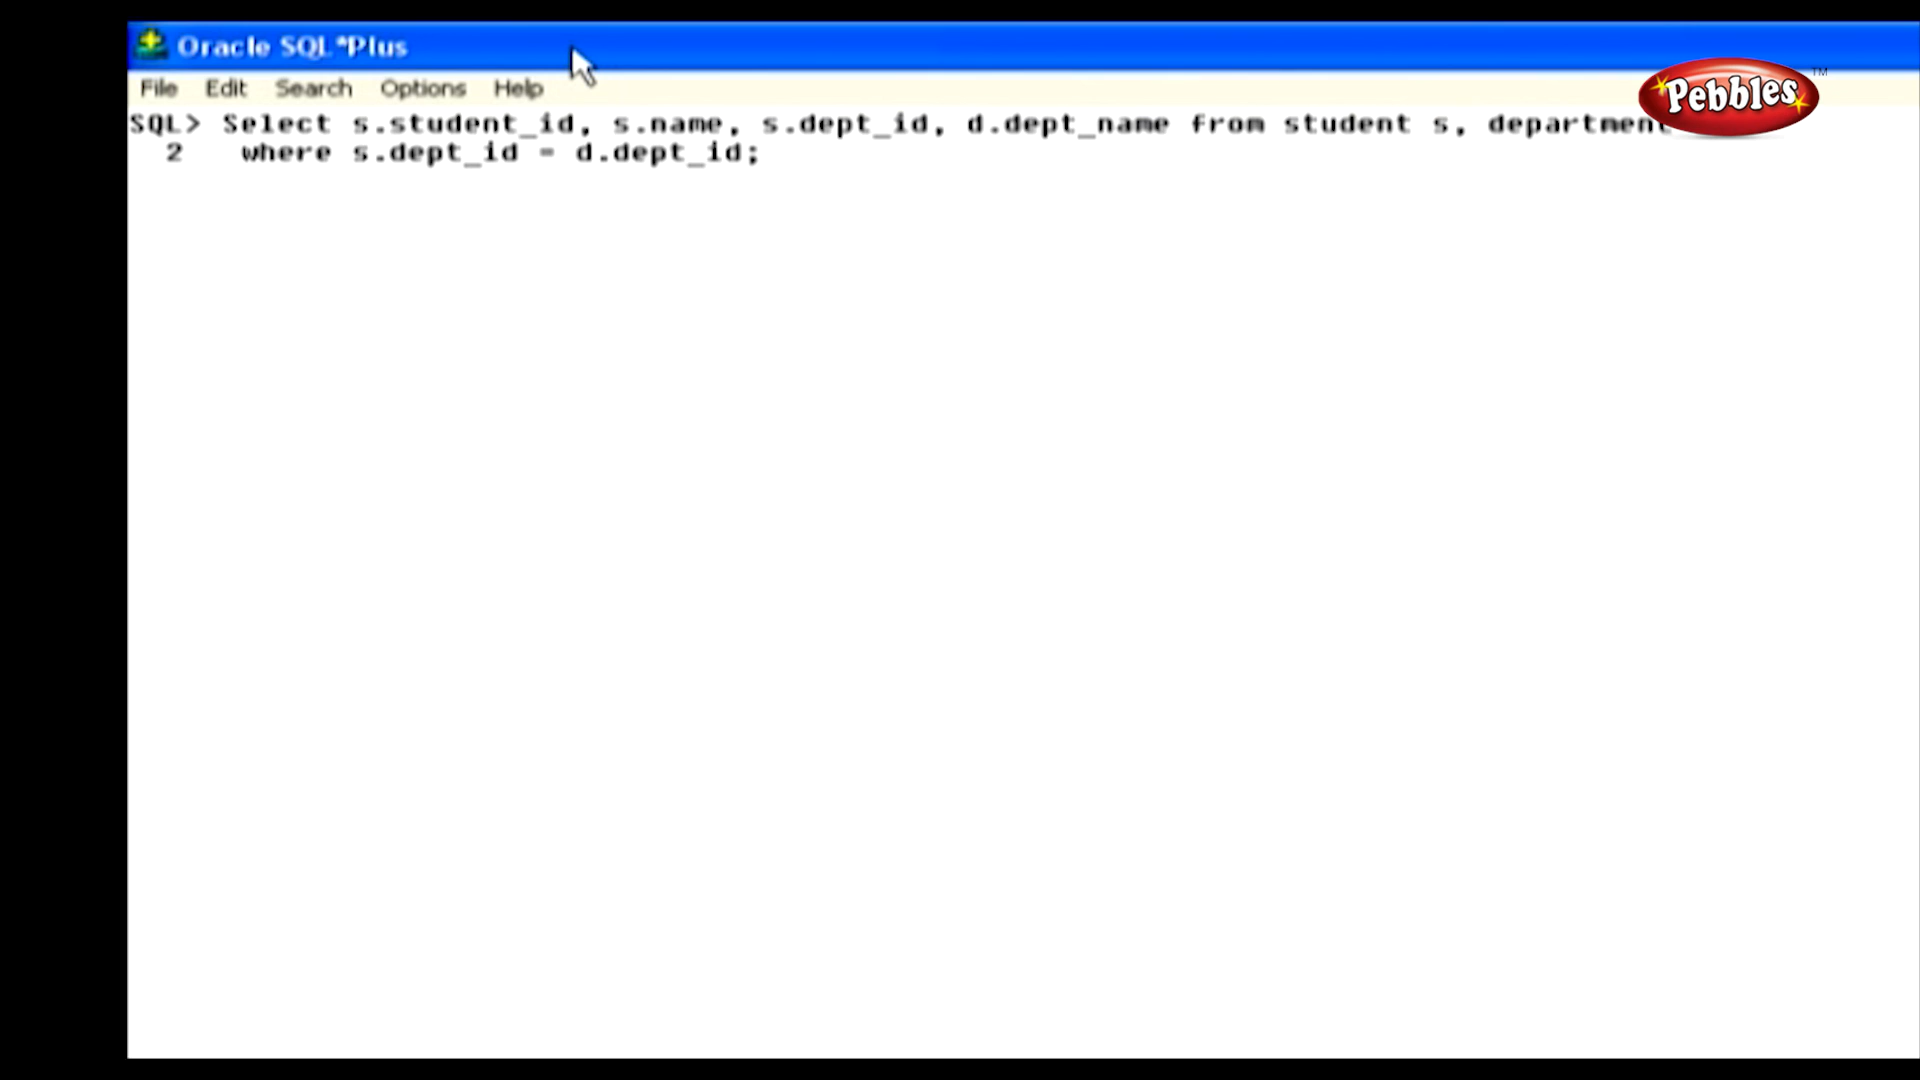 Oracle SQL*Plus
File Edit Search Options Help
Pebbles™
SQL> Select s.student_id, s.name, s.dept_id, d.dept_name from student s, department
2 where s.dept_id = d.dept_id;